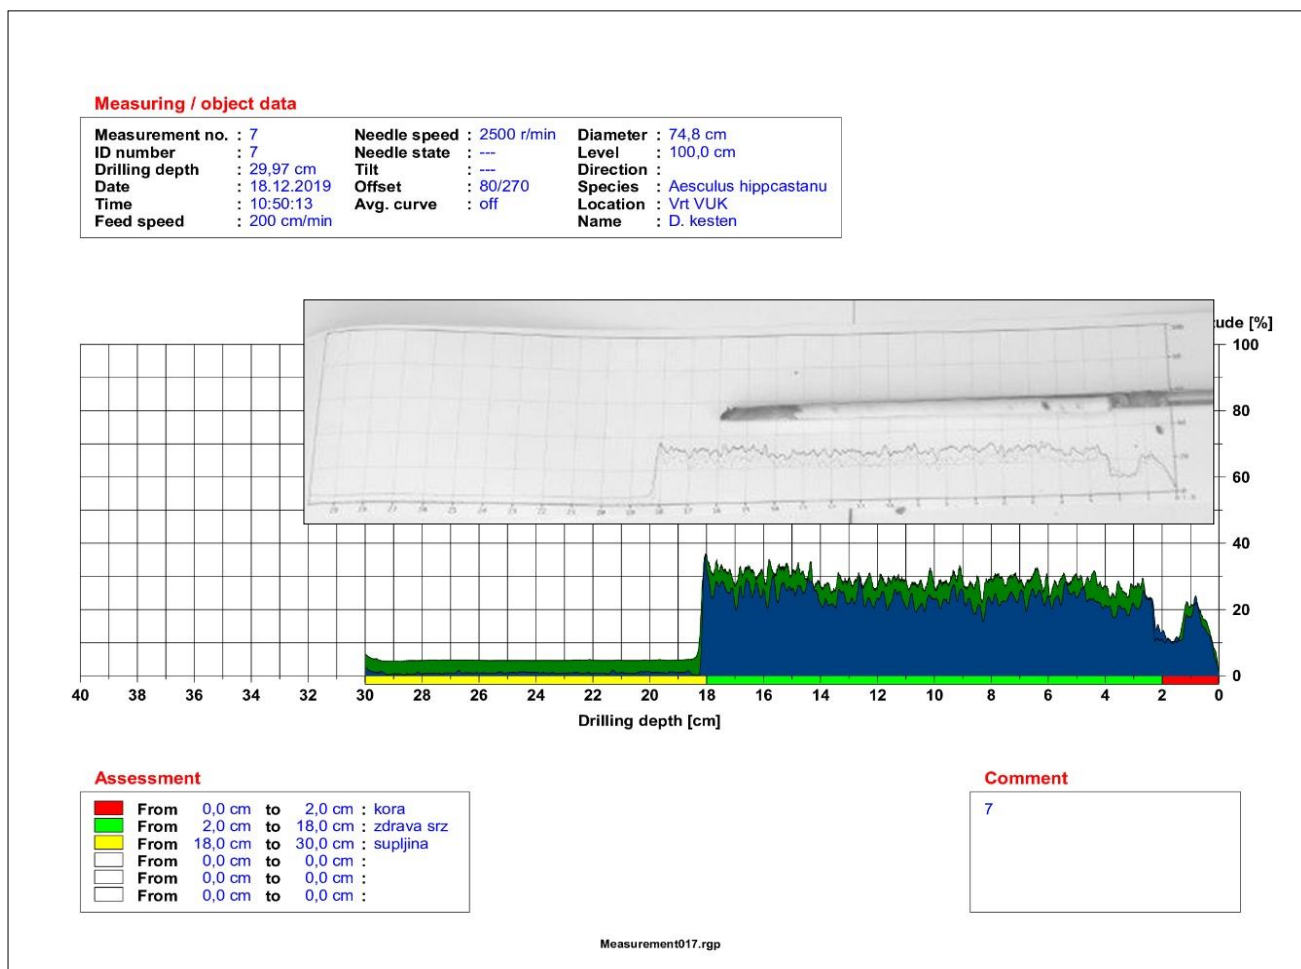 Measuring / object data
Measurement no. : 7 Needle speed : 2500 r/min Diameter : 74,8 cm
ID number : 7 Needle state : --- Level : 100,0 cm
Drilling depth : 29,97 cm Tilt : --- Direction :
Date : 18.12.2019 Offset : 80/270 Species : Aesculus hippcastanu
Time : 10:50:13 Avg. curve : off Location : Vrt VUK
Feed speed : 200 cm/min Name : D. kesten
ude [%]
100
80
60
40
20
0
40 38 36 34 32 30 28 26 24 22 20 18 16 14 12 10 8 6 4 2 0
Drilling depth [cm]
Assessment
From 0,0 cm to 2,0 cm : kora
From 2,0 cm to 18,0 cm : zdrava srz
From 18,0 cm to 30,0 cm : supljina
From 0,0 cm to 0,0 cm :
From 0,0 cm to 0,0 cm :
From 0,0 cm to 0,0 cm :
Comment
7
Measurement017.rgp